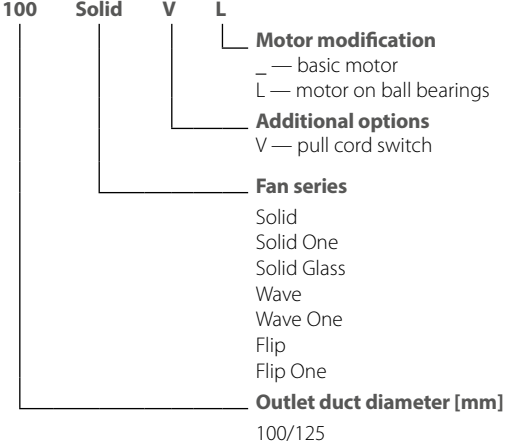 100 Solid V L
Motor modification
_ — basic motor
L — motor on ball bearings
Additional options
V — pull cord switch
Fan series
Solid
Solid One
Solid Glass
Wave
Wave One
Flip
Flip One
Outlet duct diameter [mm]
100/125